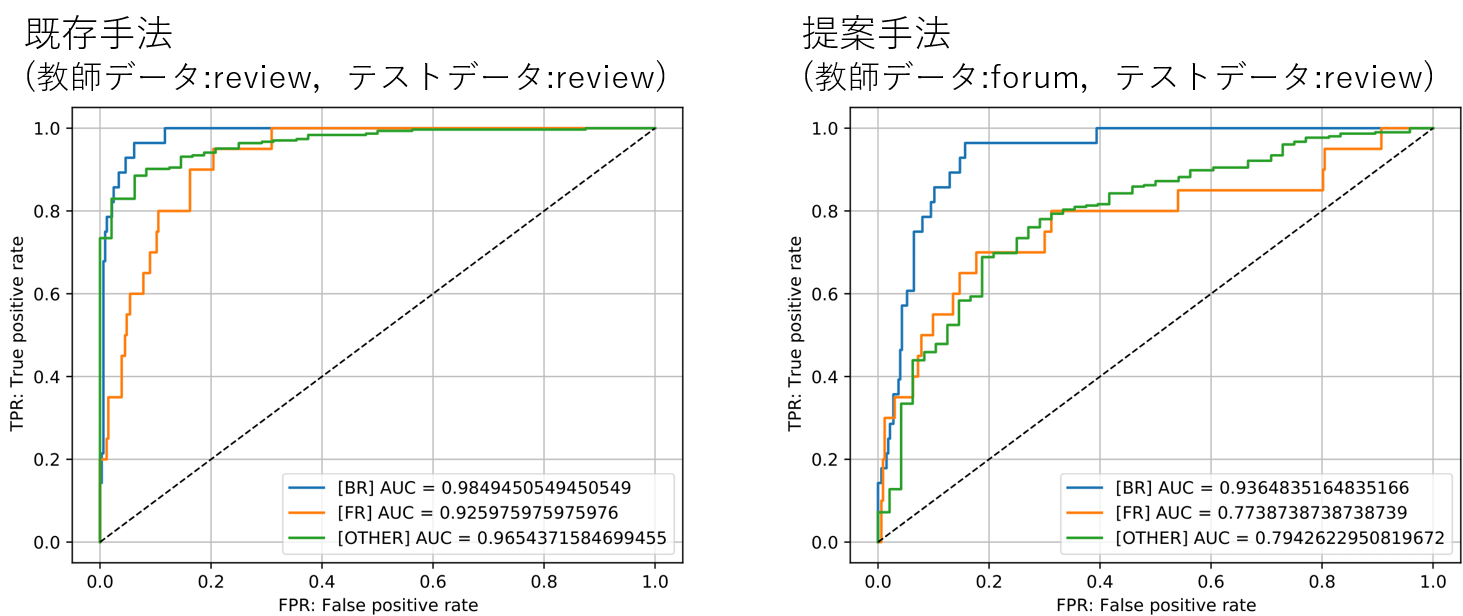 既存手法
(教師データ:review, テストデータ:review)
1.0
0.8
0.6
0.4
0.2
0.0
TPR: True positive rate
[BR] AUC = 0.9849450549450549
[FR] AUC = 0.925975975975976
[OTHER] AUC = 0.9654371584699455
0.0 0.2 0.4 0.6 0.8 1.0
FPR: False positive rate
提案手法
(教師データ:forum, テストデータ:review)
1.0
0.8
0.6
0.4
0.2
0.0
TPR: True positive rate
[BR] AUC = 0.9364835164835166
[FR] AUC = 0.7738738738738739
[OTHER] AUC = 0.7942622950819672
0.0 0.2 0.4 0.6 0.8 1.0
FPR: False positive rate